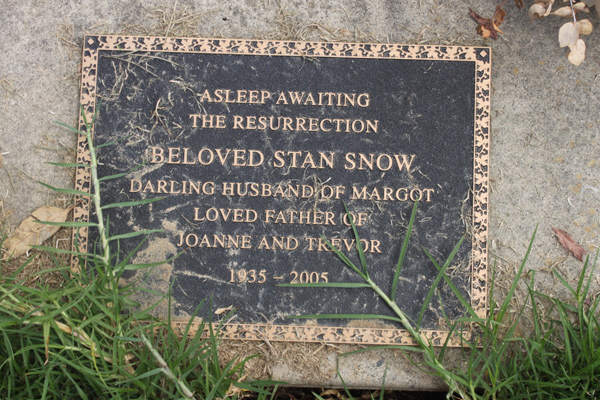 ASLEEP AWAITING
THE RESURRECTION
BELOVED STAN SNOW
DARLING HUSBAND OF MARGOT
LOVED FATHER OF
JOANNE AND TREVOR
1935 - 2005